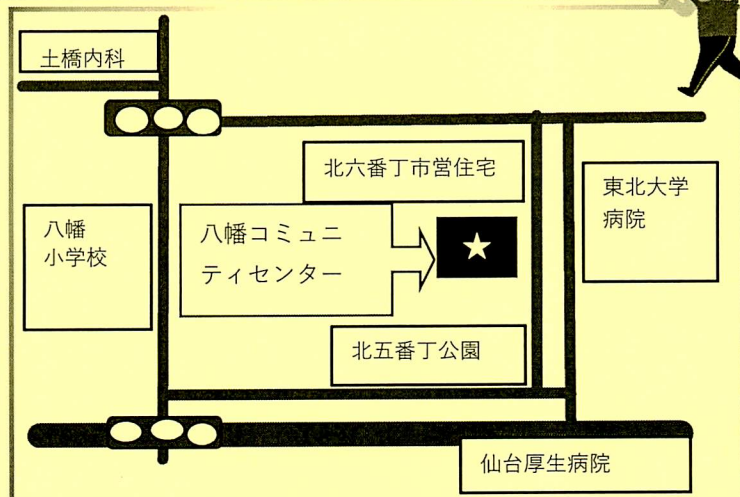 土橋内科
北六番丁市営住宅
東北大学
病院
八幡
小学校
八幡コミュニ
ティセンター
北五番丁公園
仙台厚生病院